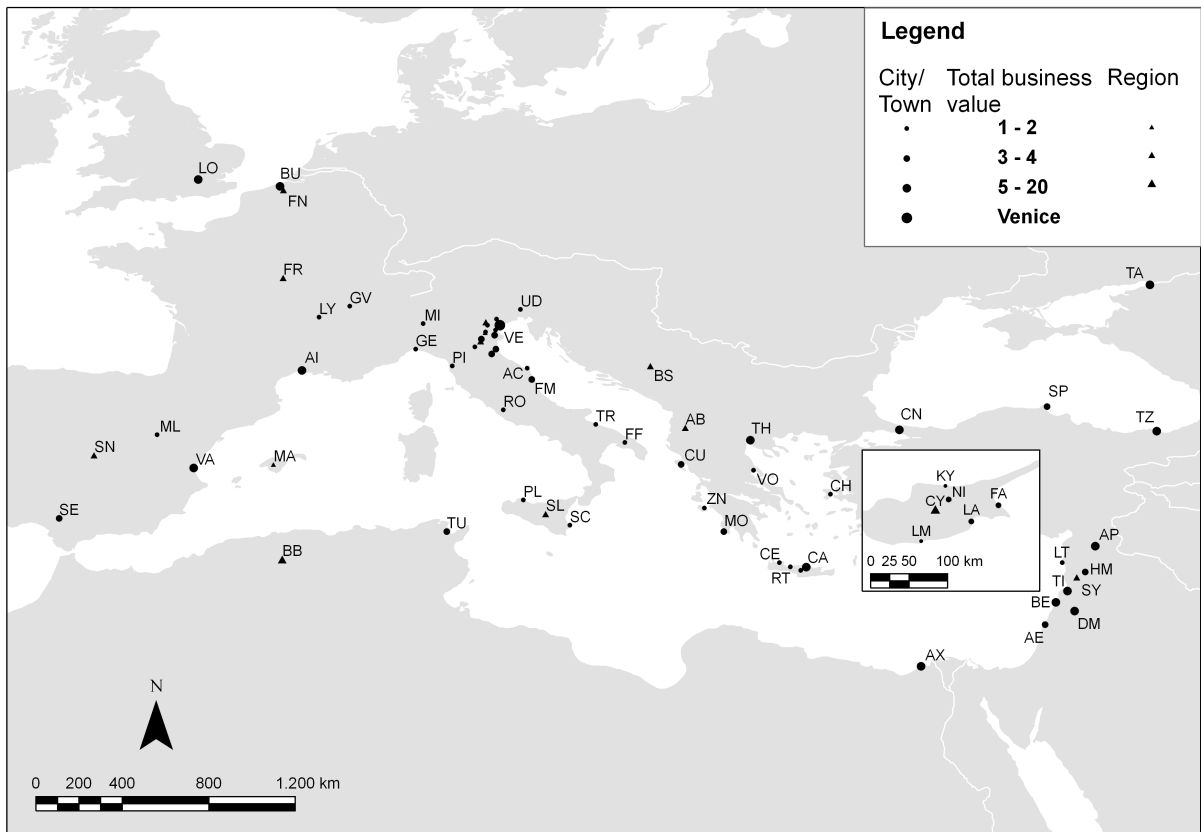 Legend
City/ Total business Region
Town value
1 - 2
3 - 4
5 - 20
Venice
LO
BU
FN
FR
TA
LY
GV
UD
MI
VE
GE
PI
AI
BS
AC
FM
SP
RO
CN
TZ
ML
TR
AB
TH
SN
FF
VA
MA
CU
VO
CH
KY
NI
FA
CY
LA
LM
0 25 50 100 km
PL
SL
SC
ZN
MO
SE
TU
BB
CE
CA
RT
AP
LT
HM
TI
SY
BE
DM
AE
AX
N
0 200 400 800 1.200 km